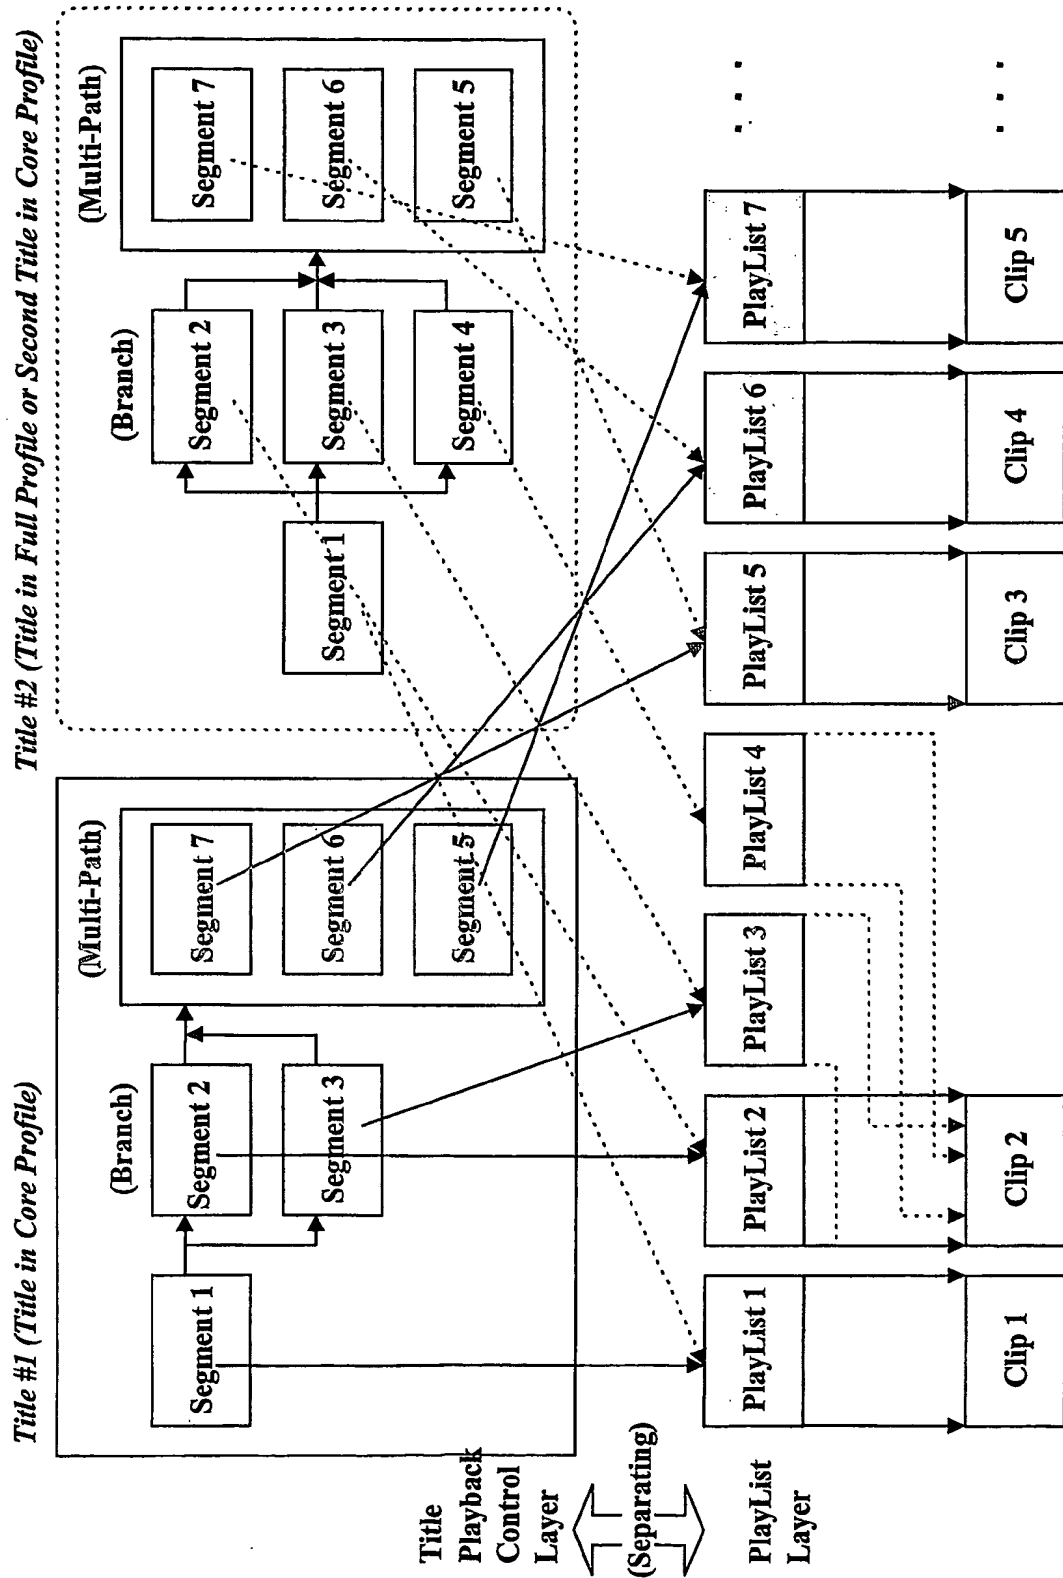 Title #1 (Title in Core Profile)
Title #2 (Title in Full Profile or Second Title in Core Profile)
(Branch)
(Multi-Path)
Segment 1
Segment 2
Segment 7
Segment 3
Segment 6
Segment 5
(Branch)
(Multi-Path)
Segment 2
Segment 7
Segment 1
Segment 3
Segment 6
Segment 4
Segment 5
Title
Playback
Control
Layer
(Separating)
PlayList
Layer
PlayList 1
PlayList 2
PlayList 3
PlayList 4
PlayList 5
PlayList 6
PlayList 7
. . .
Clip 1
Clip 2
Clip 3
Clip 4
Clip 5
. . .